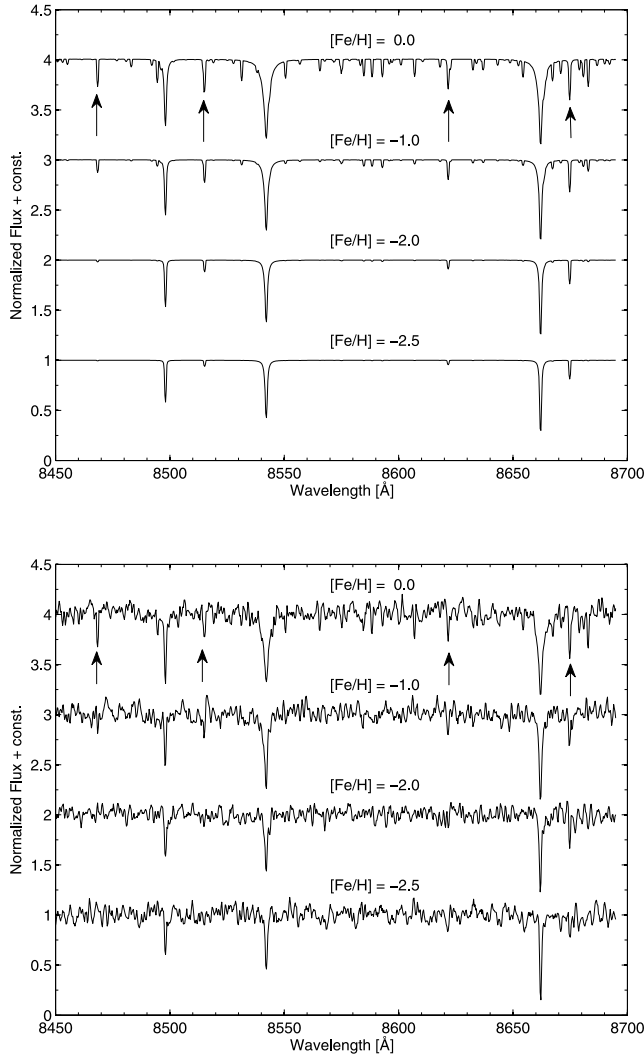 4.5
[Fe/H] = 0.0
4
3.5
[Fe/H] = −1.0
3
2.5
[Fe/H] = −2.0
2
1.5
[Fe/H] = −2.5
1
0.5
0
8450 8500 8550 8600 8650 8700
Wavelength [Å]
Normalized Flux + const.
4.5
[Fe/H] = 0.0
4
3.5
[Fe/H] = −1.0
3
2.5
[Fe/H] = −2.0
2
1.5
[Fe/H] = −2.5
1
0.5
0
8450 8500 8550 8600 8650 8700
Wavelength [Å]
Normalized Flux + const.